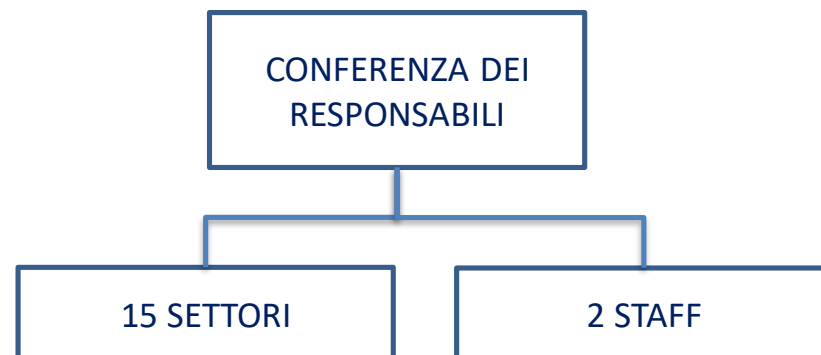 CONFERENZA DEI
RESPONSABILI
15 SETTORI
2 STAFF